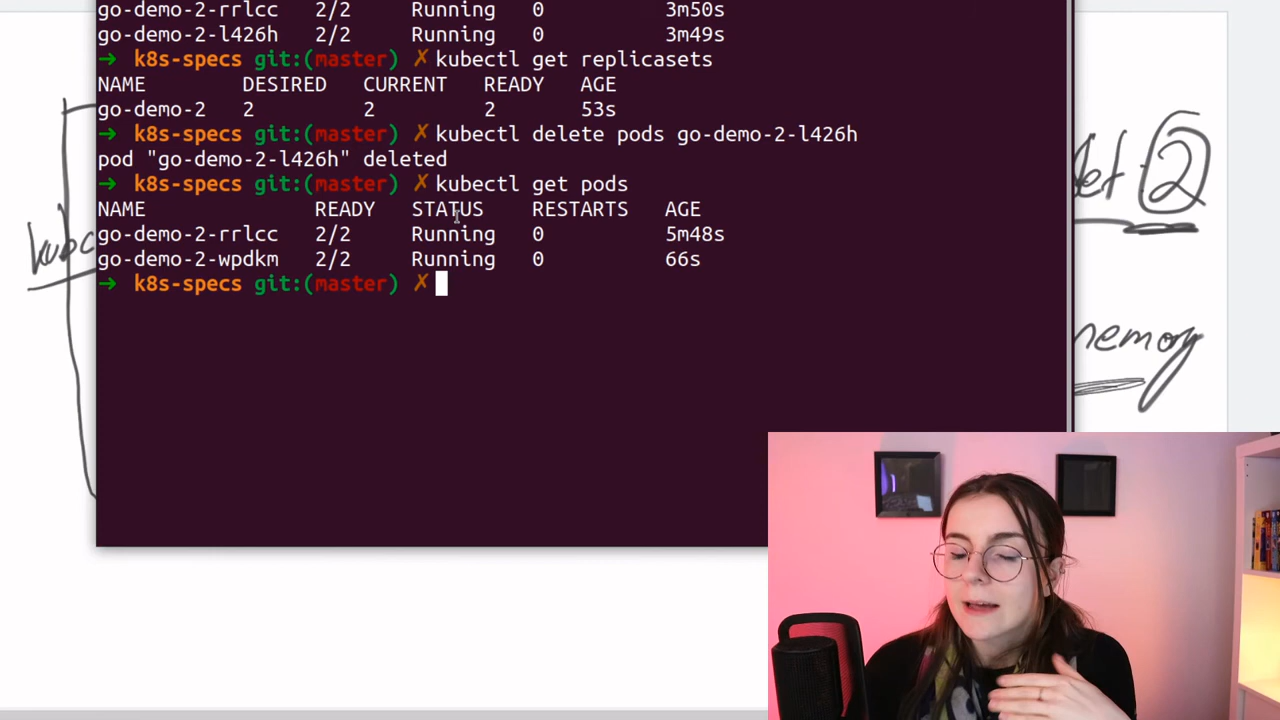 go-demo-2-rrlcc 2/2 Running 0 3m50s
go-demo-2-l426h 2/2 Running 0 3m49s
→ k8s-specs git:(master) ✗ kubectl get replicasets
NAME DESIRED CURRENT READY AGE
go-demo-2 2 2 2 53s
→ k8s-specs git:(master) ✗ kubectl delete pods go-demo-2-l426h
pod "go-demo-2-l426h" deleted
→ k8s-specs git:(master) ✗ kubectl get pods
NAME READY STATUS RESTARTS AGE
go-demo-2-rrlcc 2/2 Running 0 5m48s
go-demo-2-wpdkm 2/2 Running 0 66s
→ k8s-specs git:(master) ✗
kubc
let 2
memory